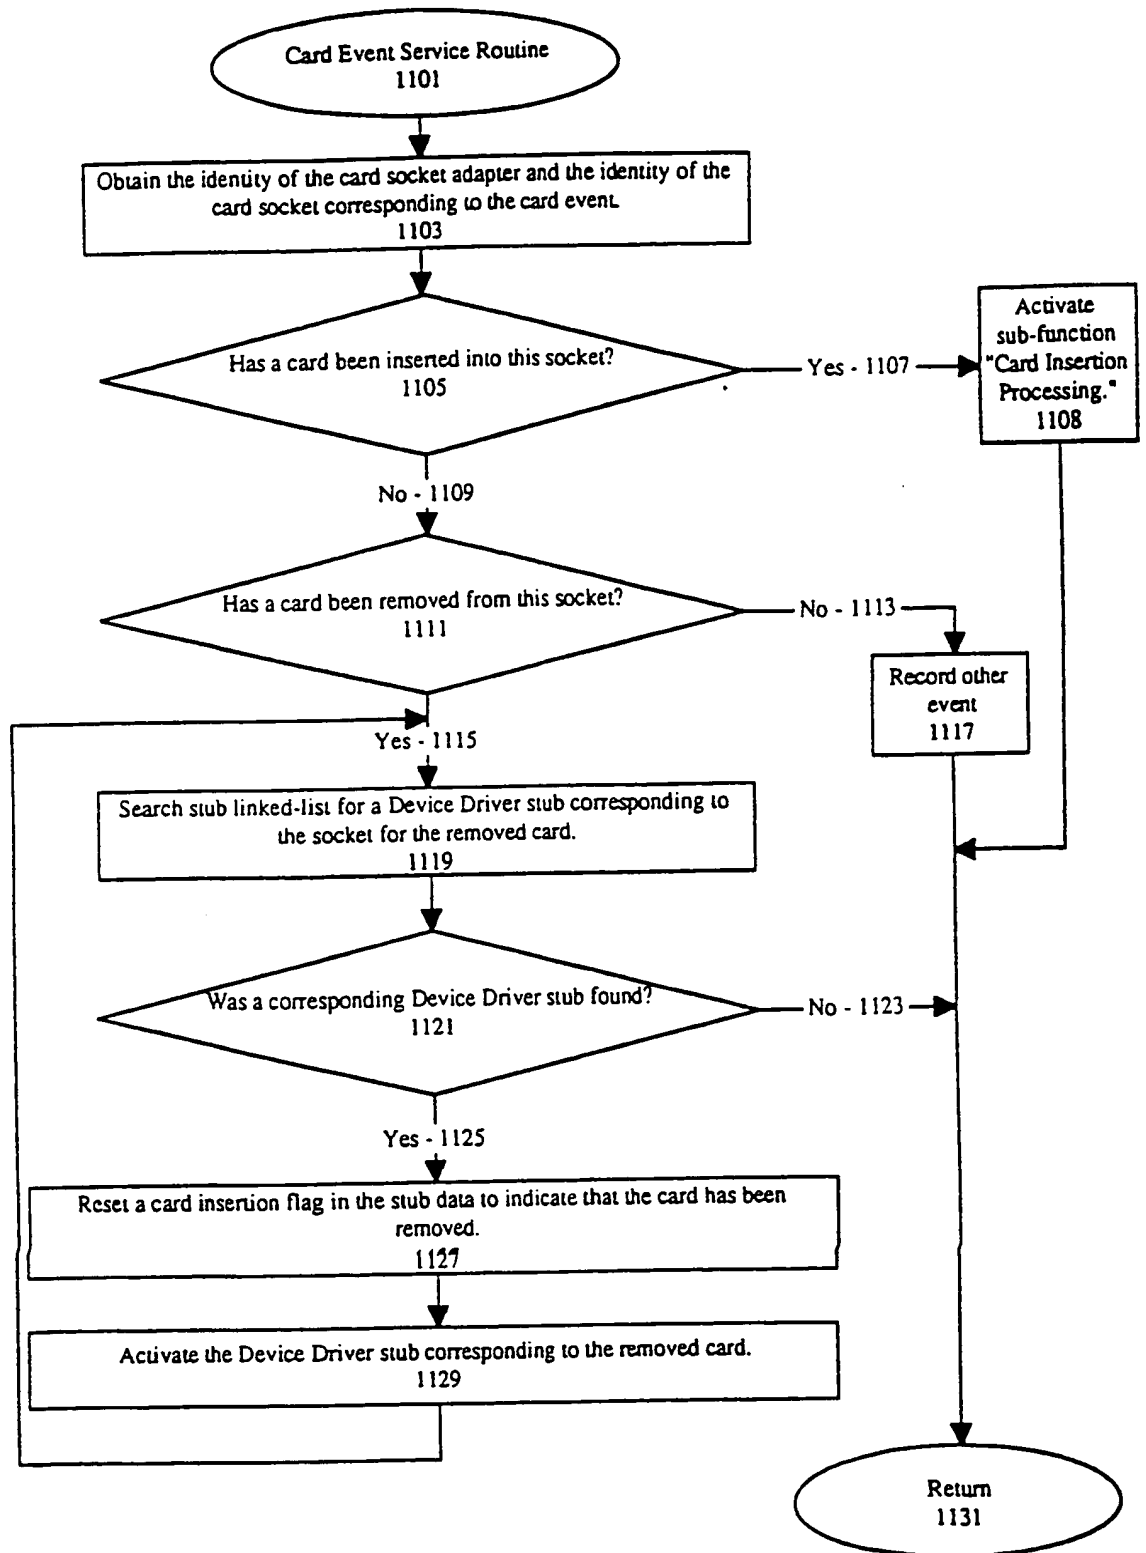 Card Event Service Routine
1101
Obtain the identity of the card socket adapter and the identity of the
card socket corresponding to the card event.
1103
Has a card been inserted into this socket?
1105
Yes - 1107
Activate
sub-function
"Card Insertion
Processing."
1108
No - 1109
Has a card been removed from this socket?
1111
No - 1113
Record other
event
1117
Yes - 1115
Search stub linked-list for a Device Driver stub corresponding to
the socket for the removed card.
1119
Was a corresponding Device Driver stub found?
1121
No - 1123
Yes - 1125
Reset a card insertion flag in the stub data to indicate that the card has been
removed.
1127
Activate the Device Driver stub corresponding to the removed card.
1129
Return
1131